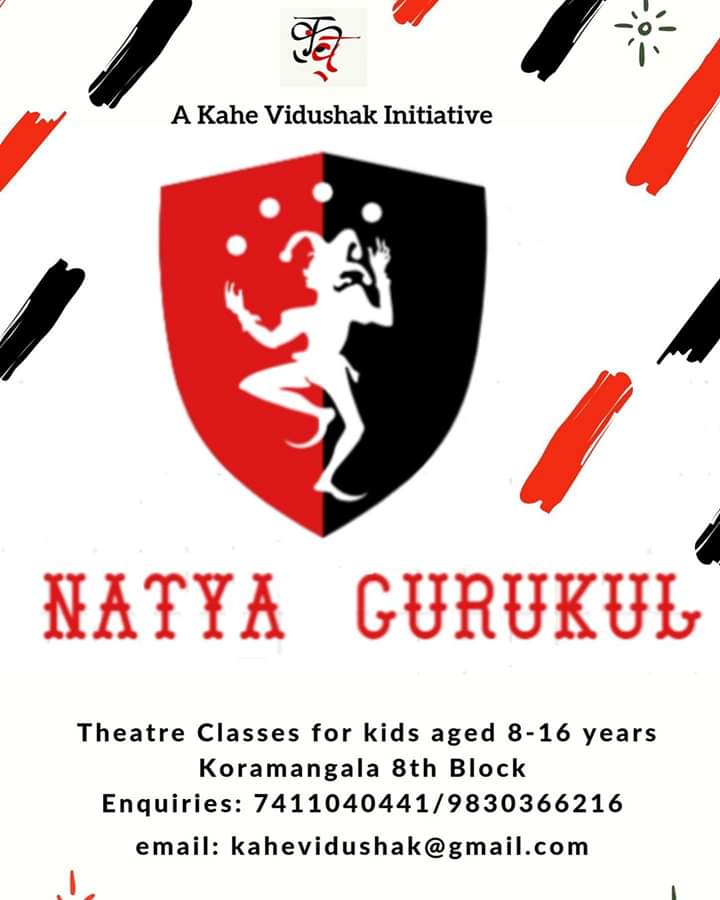 A Kahe Vidushak Initiative
NATYA GURUKUL
Theatre Classes for kids aged 8-16 years
Koramangala 8th Block
Enquiries: 7411040441/9830366216
email: kahevidushak@gmail.com